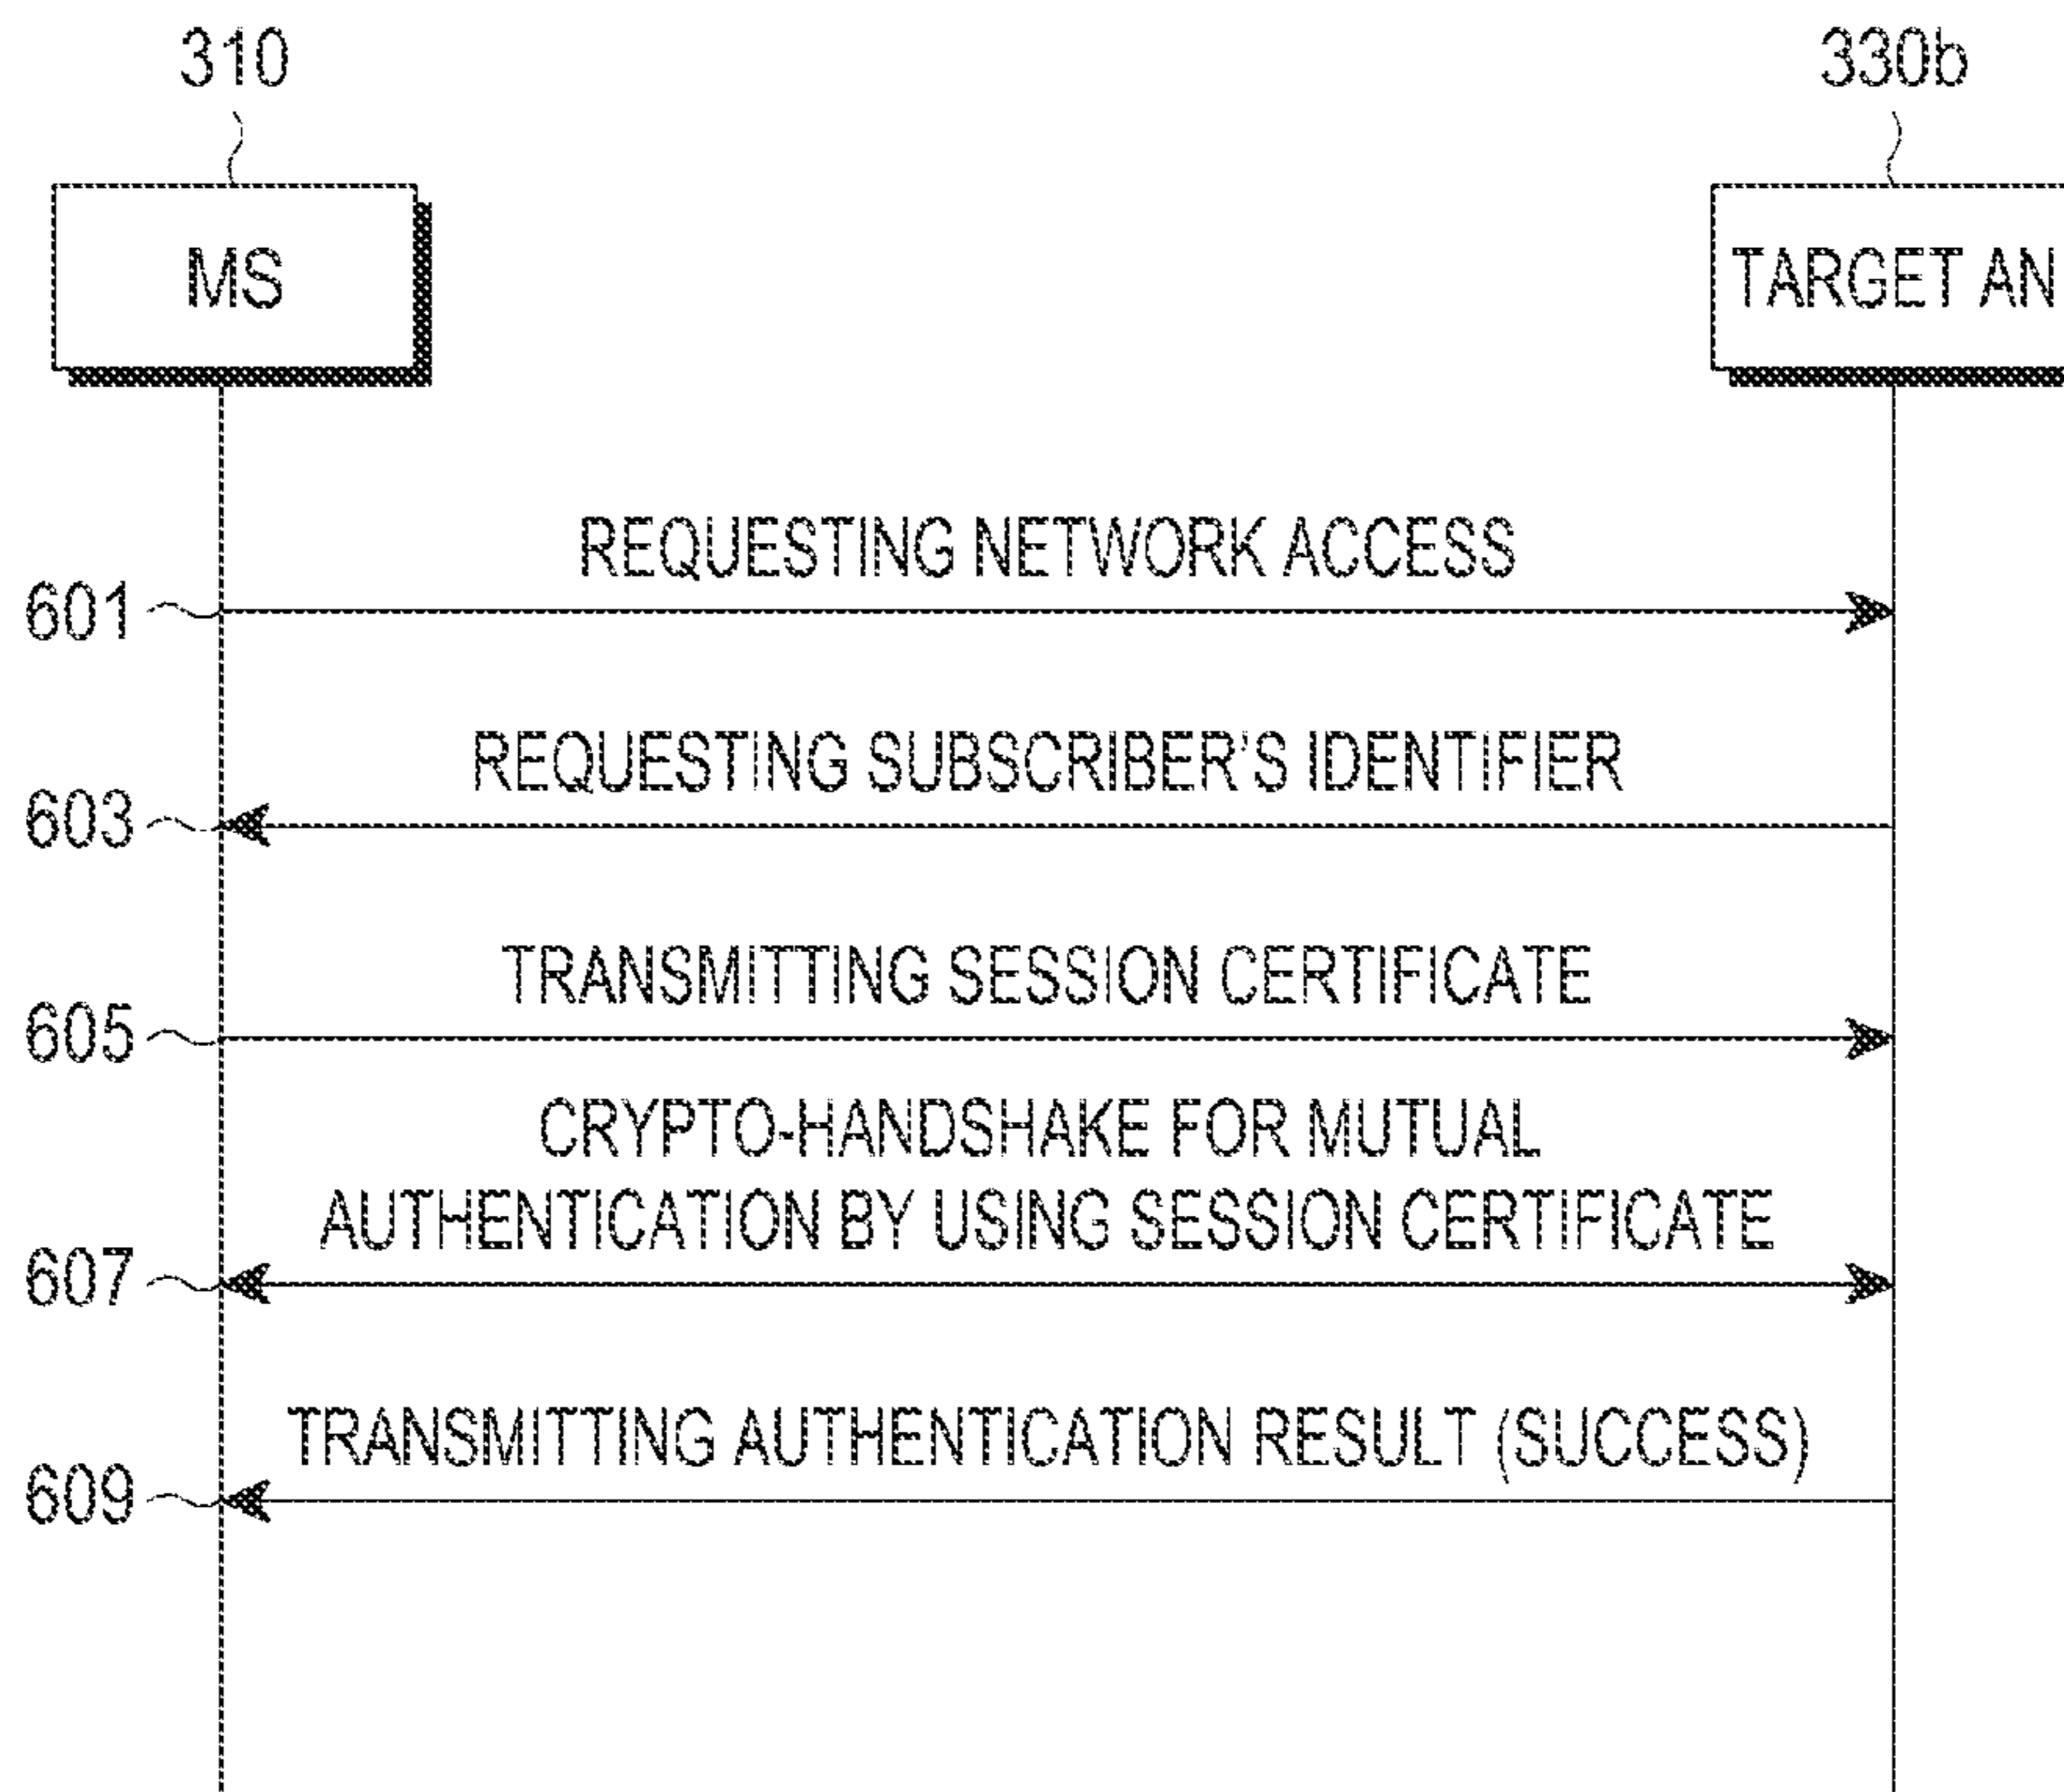 310
330b
MS
TARGET AN
REQUESTING NETWORK ACCESS
601
REQUESTING SUBSCRIBER'S IDENTIFIER
603
TRANSMITTING SESSION CERTIFICATE
605
CRYPTO-HANDSHAKE FOR MUTUAL
AUTHENTICATION BY USING SESSION CERTIFICATE
607
TRANSMITTING AUTHENTICATION RESULT (SUCCESS)
609